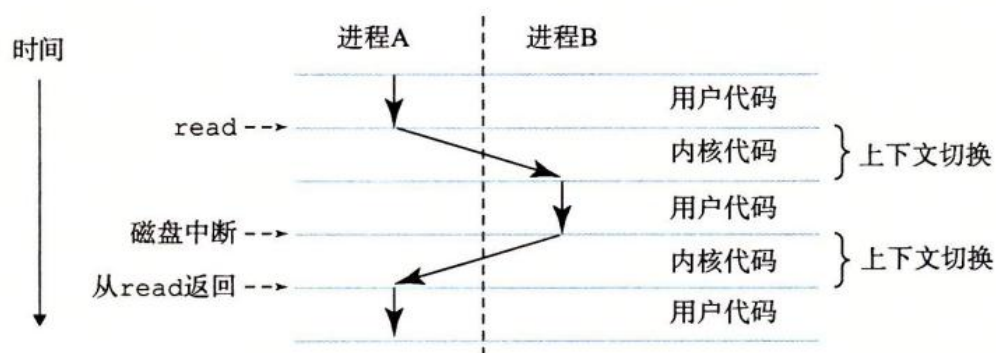 进程A 进程B
时间
用户代码
read
内核代码 上下文切换
用户代码
磁盘中断
内核代码 上下文切换
从read返回
用户代码